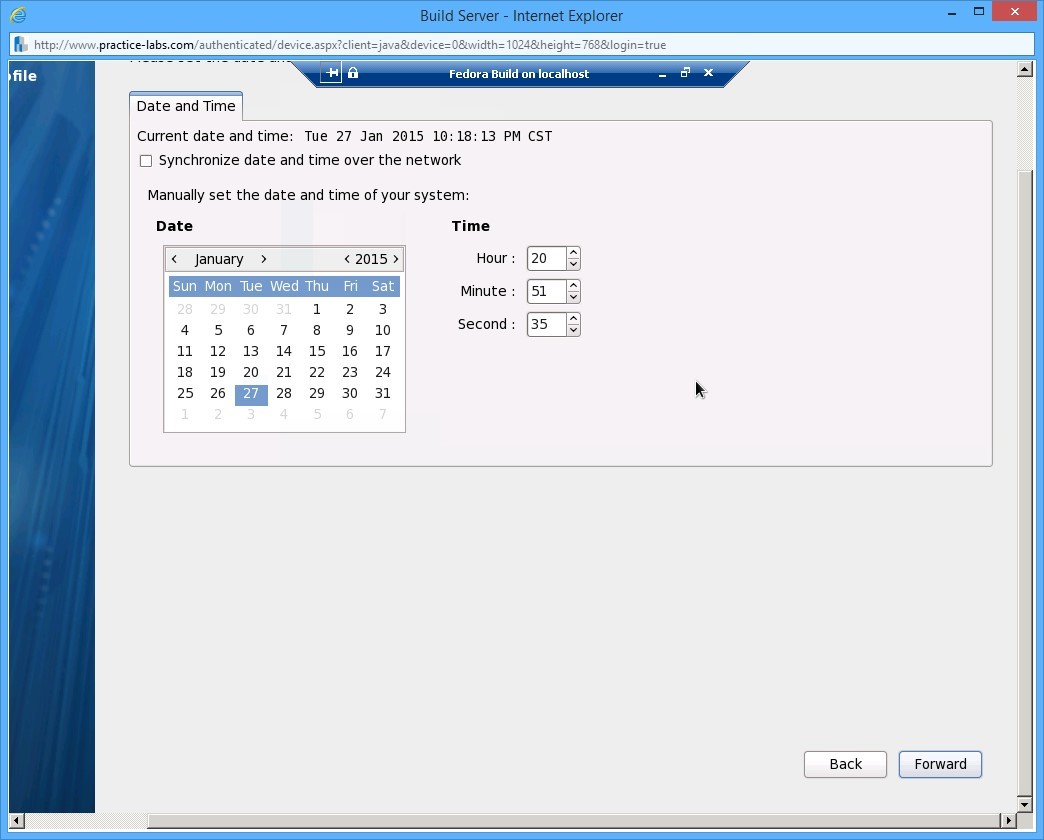 Build Server - Internet Explorer
http://www.practice-labs.com/authenticated/device.aspx?client=java&device=0&width=1024&height=768&login=true
ofile
Fedora Build on localhost
Date and Time
Current date and time: Tue 27 Jan 2015 10:18:13 PM CST
Synchronize date and time over the network
Manually set the date and time of your system:
Date
< January > < 2015 >
Sun Mon Tue Wed Thu Fri Sat
28 29 30 31 1 2 3
4 5 6 7 8 9 10
11 12 13 14 15 16 17
18 19 20 21 22 23 24
25 26 27 28 29 30 31
1 2 3 4 5 6 7
Time
Hour : 20
Minute : 51
Second : 35
Back
Forward